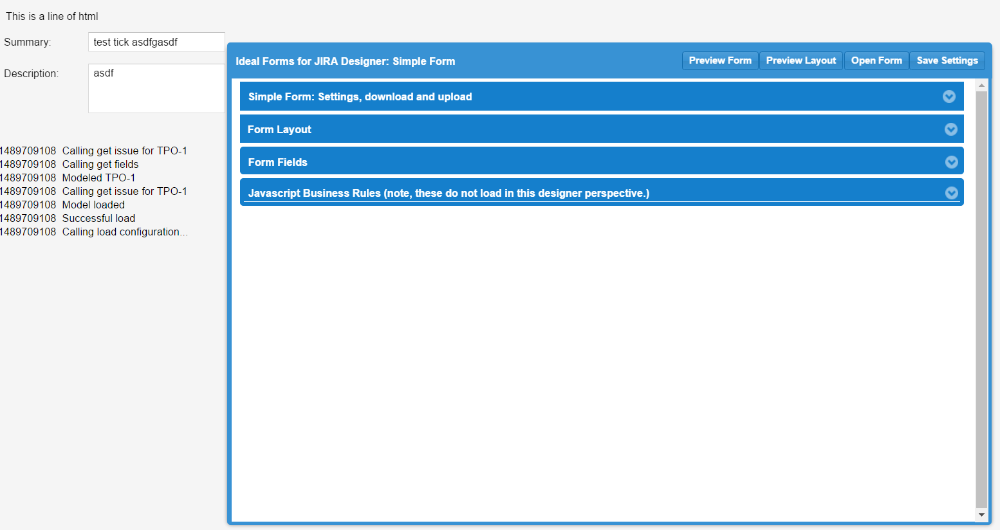 This is a line of html
Summary:
test tick asdfgasdf
Description:
asdf
1489709108 Calling get issue for TPO-1
1489709108 Calling get fields
1489709108 Modeled TPO-1
1489709108 Calling get issue for TPO-1
1489709108 Model loaded
1489709108 Successful load
1489709108 Calling load configuration...
Ideal Forms for JIRA Designer: Simple Form
Preview Form
Preview Layout
Open Form
Save Settings
Simple Form: Settings, download and upload
Form Layout
Form Fields
Javascript Business Rules (note, these do not load in this designer perspective.)